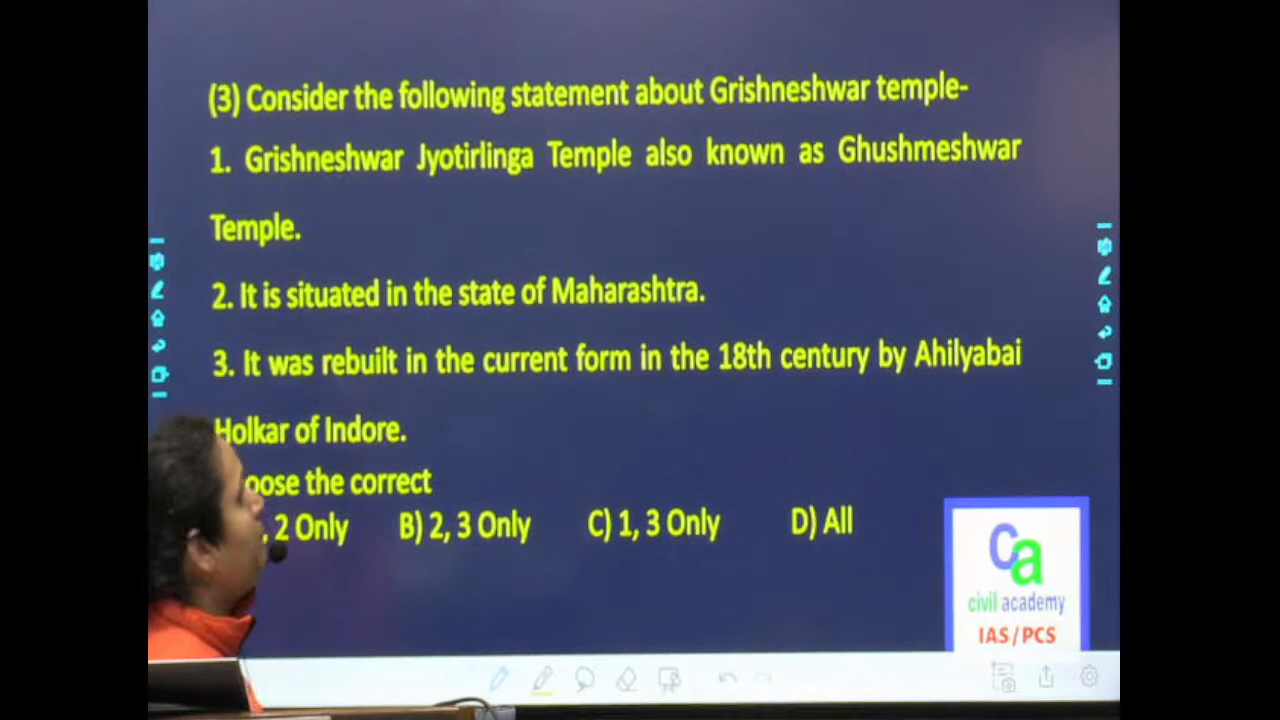 (3) Consider the following statement about Grishneshwar temple-
1. Grishneshwar Jyotirlinga Temple also known as Ghushmeshwar
Temple.
2. It is situated in the state of Maharashtra.
3. It was rebuilt in the current form in the 18th century by Ahilyabai
Holkar of Indore.
oose the correct
, 2 Only B) 2, 3 Only C) 1, 3 Only D) All
Ca
civil academy
IAS/PCS